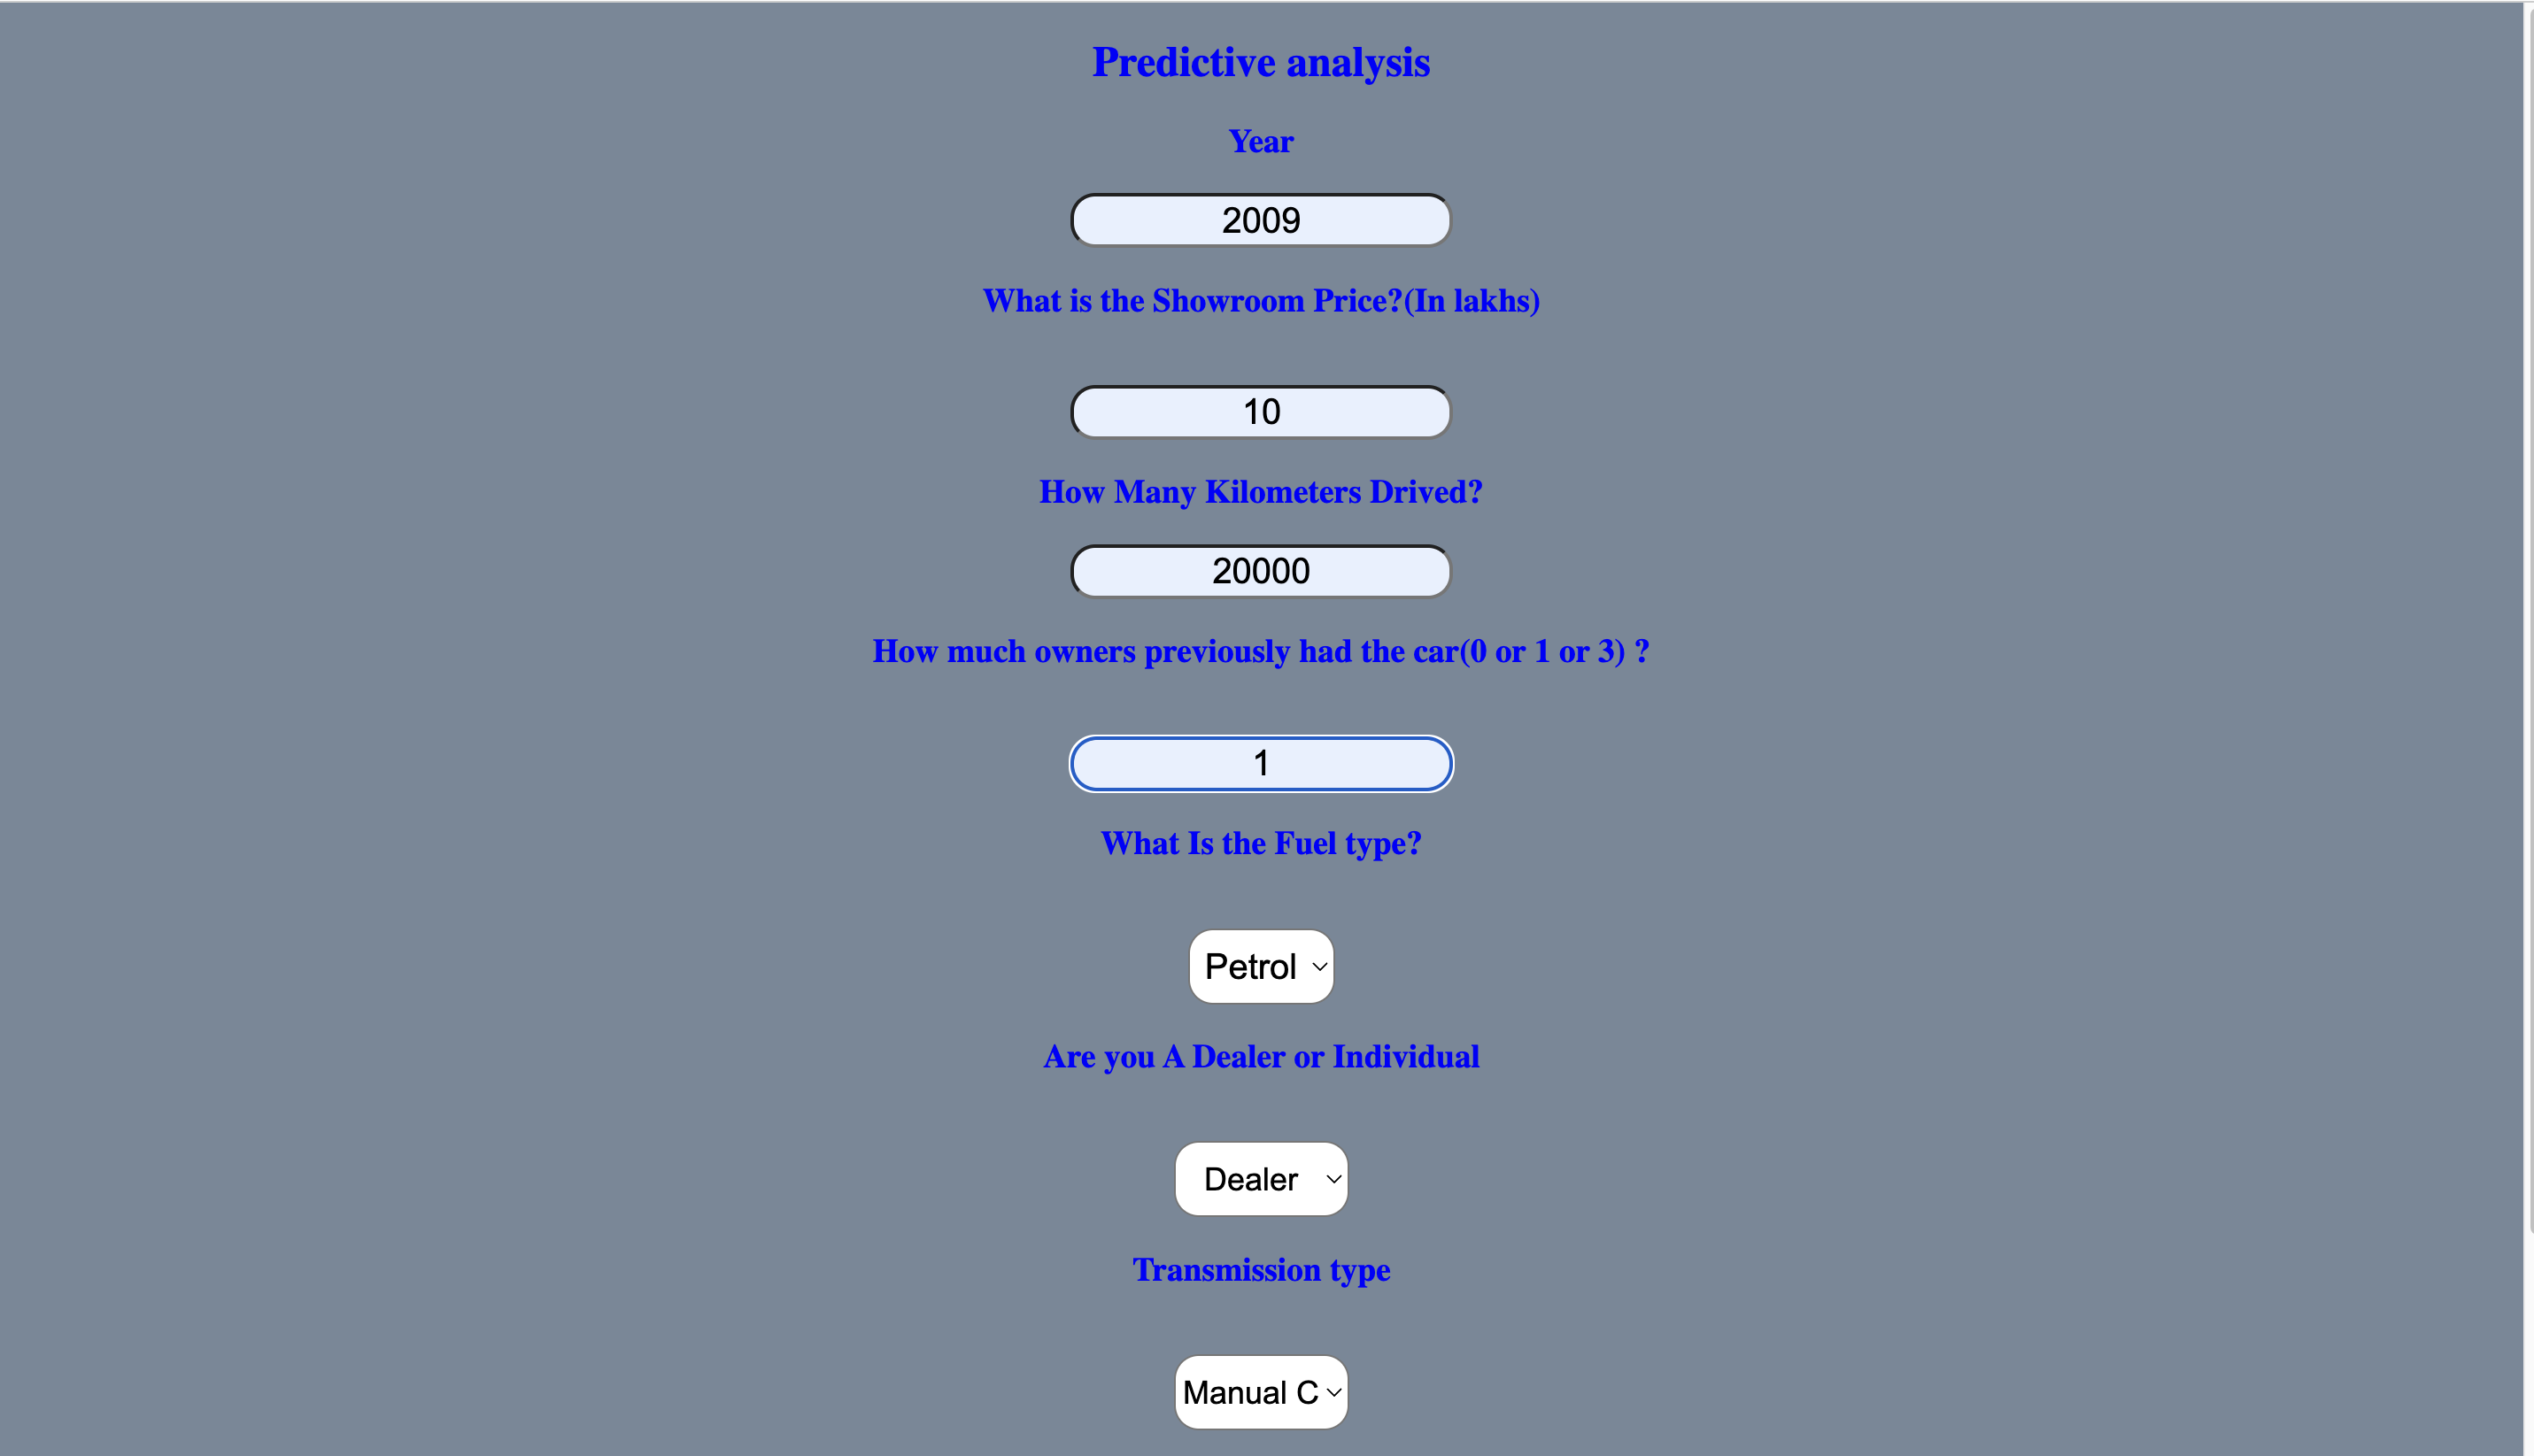 Predictive analysis
Year
2009
What is the Showroom Price?(In lakhs)
10
How Many Kilometers Drived?
20000
How much owners previously had the car(0 or 1 or 3) ?
1
What Is the Fuel type?
Petrol
Are you A Dealer or Individual
Dealer
Transmission type
Manual C